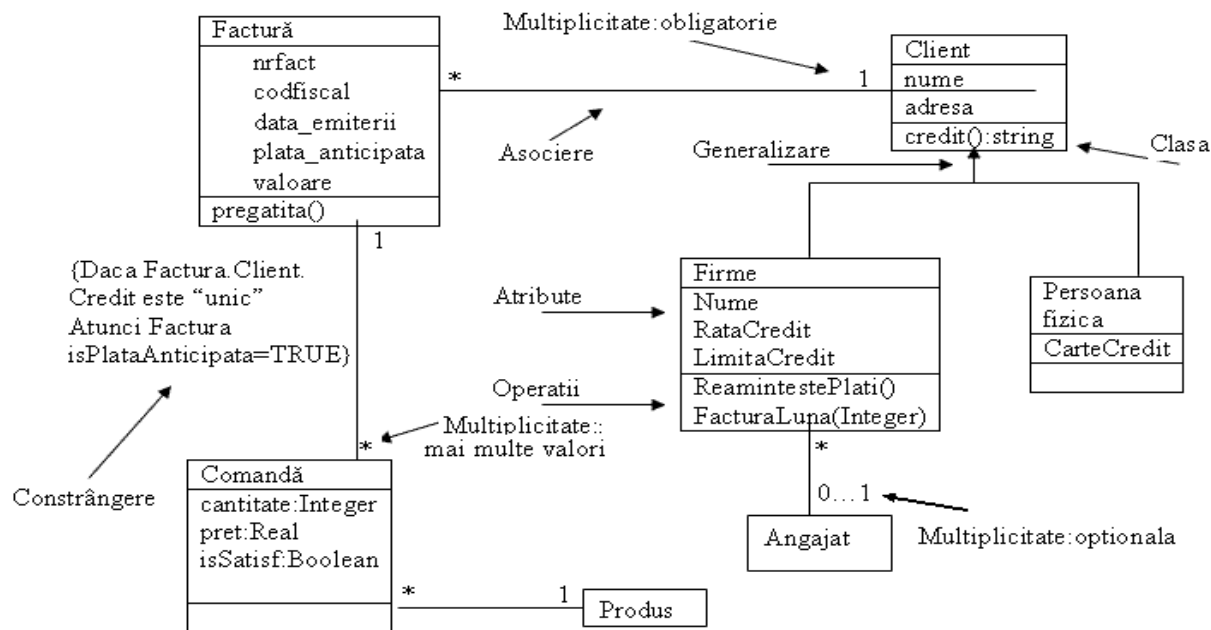 Factură
nrfact
codfiscal
data_emiterii
plata_anticipata
valoare
pregatita()
*
1
Multiplicitate:obligatorie
1
Asociere
Client
nume
adresa
credit():string
Clasa
Generalizare
{Daca Factura.Client.
Credit este “unic”
Atunci Factura
isPlataAnticipata=TRUE}
Constrângere
Atribute
Operatii
Firme
Nume
RataCredit
LimitaCredit
ReamintestePlati()
FacturaLuna(Integer)
Persoana
fizica
CarteCredit
*
Multiplicitate::
mai multe valori
*
0...1
Multiplicitate:optionala
Angajat
Comandă
cantitate:Integer
pret:Real
isSatisf:Boolean
*
1
Produs